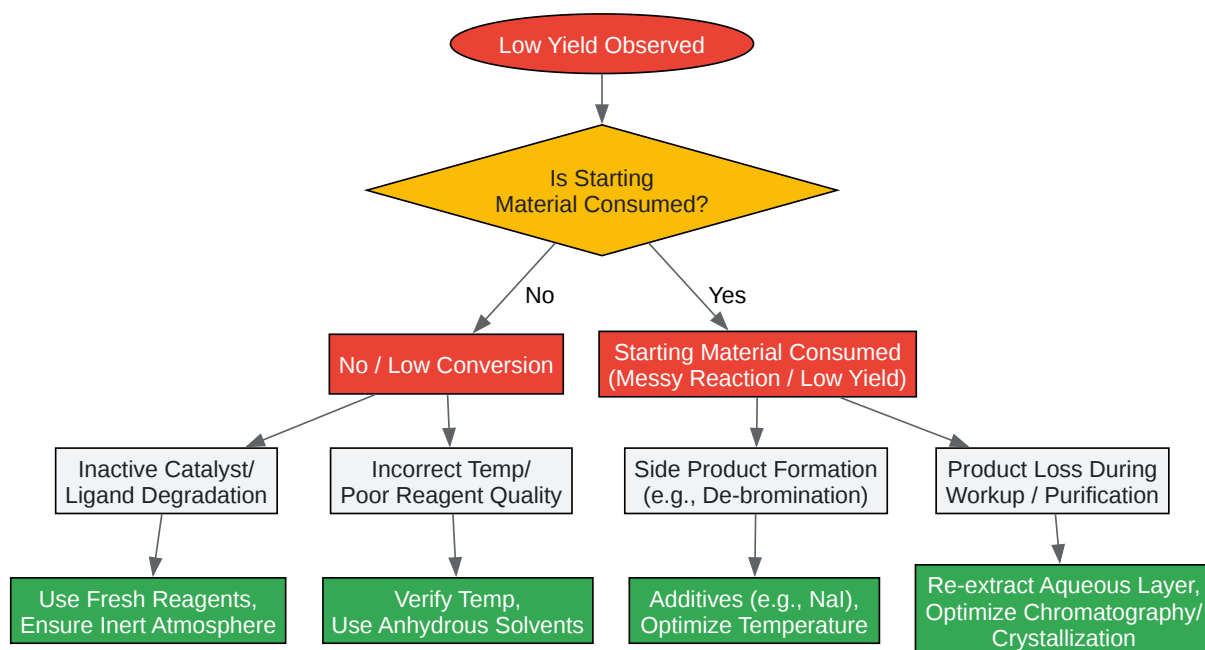 Low Yield Observed
Is Starting
Material Consumed?
No
Yes
No / Low Conversion
Starting Material Consumed
(Messy Reaction / Low Yield)
Inactive Catalyst/
Ligand Degradation
Incorrect Temp/
Poor Reagent Quality
Side Product Formation
(e.g., De-bromination)
Product Loss During
Workup / Purification
Use Fresh Reagents,
Ensure Inert Atmosphere
Verify Temp,
Use Anhydrous Solvents
Additives (e.g., NaI),
Optimize Temperature
Re-extract Aqueous Layer,
Optimize Chromatography/
Crystallization